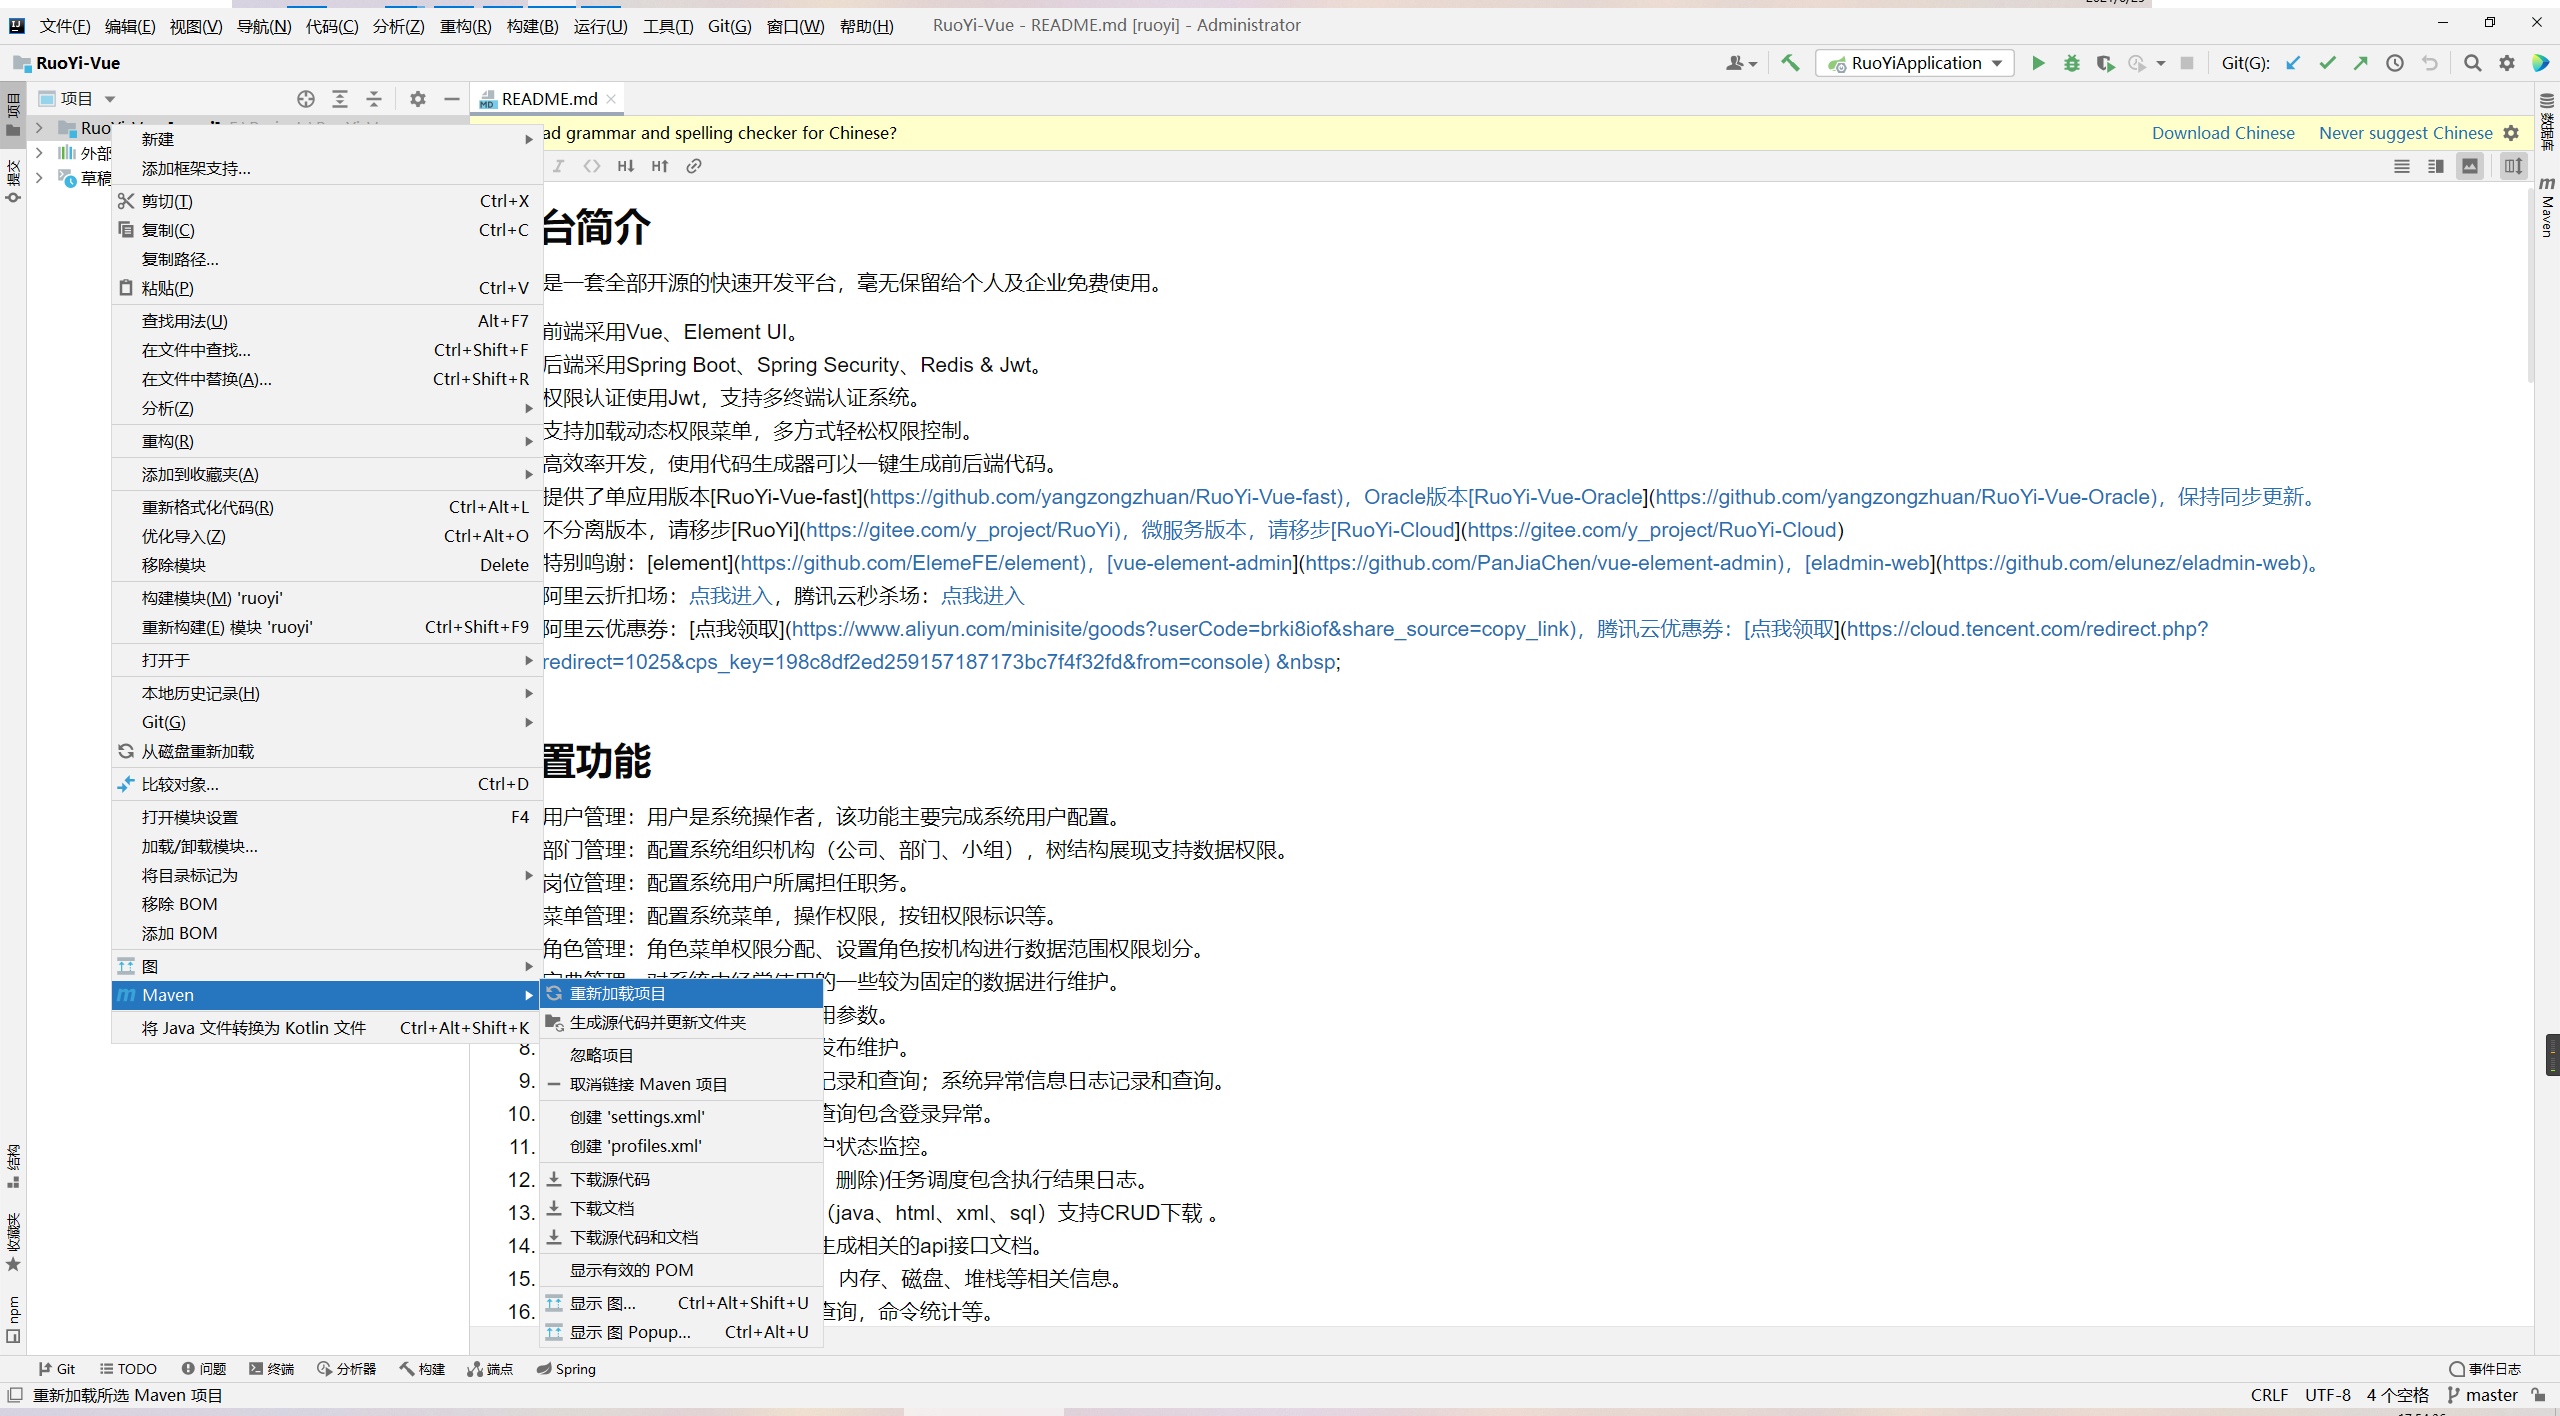 文件(F) 编辑(E) 视图(V) 导航(N) 代码(C) 分析(Z) 重构(R) 构建(B) 运行(U) 工具(T) Git(G) 窗口(W) 帮助(H) RuoYi-Vue - README.md [ruoyi] - Administrator
RuoYi-Vue RuoYiApplication Git(G):
项目 README.md
ad grammar and spelling checker for Chinese? Download Chinese Never suggest Chinese
外部
草稿
项目
提交
结构
收藏夹
npm
数据库
Maven
新建
添加框架支持...
剪切(T) Ctrl+X
复制(C) Ctrl+C
复制路径...
粘贴(P) Ctrl+V
查找用法(U) Alt+F7
在文件中查找... Ctrl+Shift+F
在文件中替换(A)... Ctrl+Shift+R
分析(Z)
重构(R)
添加到收藏夹(A)
重新格式化代码(R) Ctrl+Alt+L
优化导入(Z) Ctrl+Alt+O
移除模块 Delete
构建模块(M) 'ruoyi'
重新构建(E) 模块 'ruoyi' Ctrl+Shift+F9
打开于
本地历史记录(H)
Git(G)
从磁盘重新加载
比较对象... Ctrl+D
打开模块设置 F4
加载/卸载模块...
将目录标记为
移除 BOM
添加 BOM
图
Maven
将 Java 文件转换为 Kotlin 文件 Ctrl+Alt+Shift+K
重新加载项目
生成源代码并更新文件夹
忽略项目
取消链接 Maven 项目
创建 'settings.xml'
创建 'profiles.xml'
下载源代码
下载文档
下载源代码和文档
显示有效的 POM
显示 图... Ctrl+Alt+Shift+U
显示 图 Popup... Ctrl+Alt+U
台简介
是一套全部开源的快速开发平台，毫无保留给个人及企业免费使用。
前端采用Vue、Element UI。
后端采用Spring Boot、Spring Security、Redis & Jwt。
权限认证使用Jwt，支持多终端认证系统。
支持加载动态权限菜单，多方式轻松权限控制。
高效率开发，使用代码生成器可以一键生成前后端代码。
提供了单应用版本[RuoYi-Vue-fast](https://github.com/yangzongzhuan/RuoYi-Vue-fast)，Oracle版本[RuoYi-Vue-Oracle](https://github.com/yangzongzhuan/RuoYi-Vue-Oracle)，保持同步更新。
不分离版本，请移步[RuoYi](https://gitee.com/y_project/RuoYi)，微服务版本，请移步[RuoYi-Cloud](https://gitee.com/y_project/RuoYi-Cloud)
特别鸣谢：[element](https://github.com/ElemeFE/element)，[vue-element-admin](https://github.com/PanJiaChen/vue-element-admin)，[eladmin-web](https://github.com/elunez/eladmin-web)。
阿里云折扣场：点我进入，腾讯云秒杀场：点我进入
阿里云优惠券：[点我领取](https://www.aliyun.com/minisite/goods?userCode=brki8iof&share_source=copy_link)，腾讯云优惠券：[点我领取](https://cloud.tencent.com/redirect.php?
redirect=1025&cps_key=198c8df2ed259157187173bc7f4f32fd&from=console) &nbsp;
置功能
用户管理：用户是系统操作者，该功能主要完成系统用户配置。
部门管理：配置系统组织机构（公司、部门、小组），树结构展现支持数据权限。
岗位管理：配置系统用户所属担任职务。
菜单管理：配置系统菜单，操作权限，按钮权限标识等。
角色管理：角色菜单权限分配、设置角色按机构进行数据范围权限划分。
字典管理：对系统中经常使用的一些较为固定的数据进行维护。
用参数。
8. 发布维护。
9. 记录和查询；系统异常信息日志记录和查询。
10. 查询包含登录异常。
11. 户状态监控。
12. 删除)任务调度包含执行结果日志。
13. （java、html、xml、sql）支持CRUD下载 。
14. 生成相关的api接口文档。
15. 内存、磁盘、堆栈等相关信息。
16. 查询，命令统计等。
Git TODO 问题 终端 分析器 构建 端点 Spring 事件日志
重新加载所选 Maven 项目 CRLF UTF-8 4 个空格 master